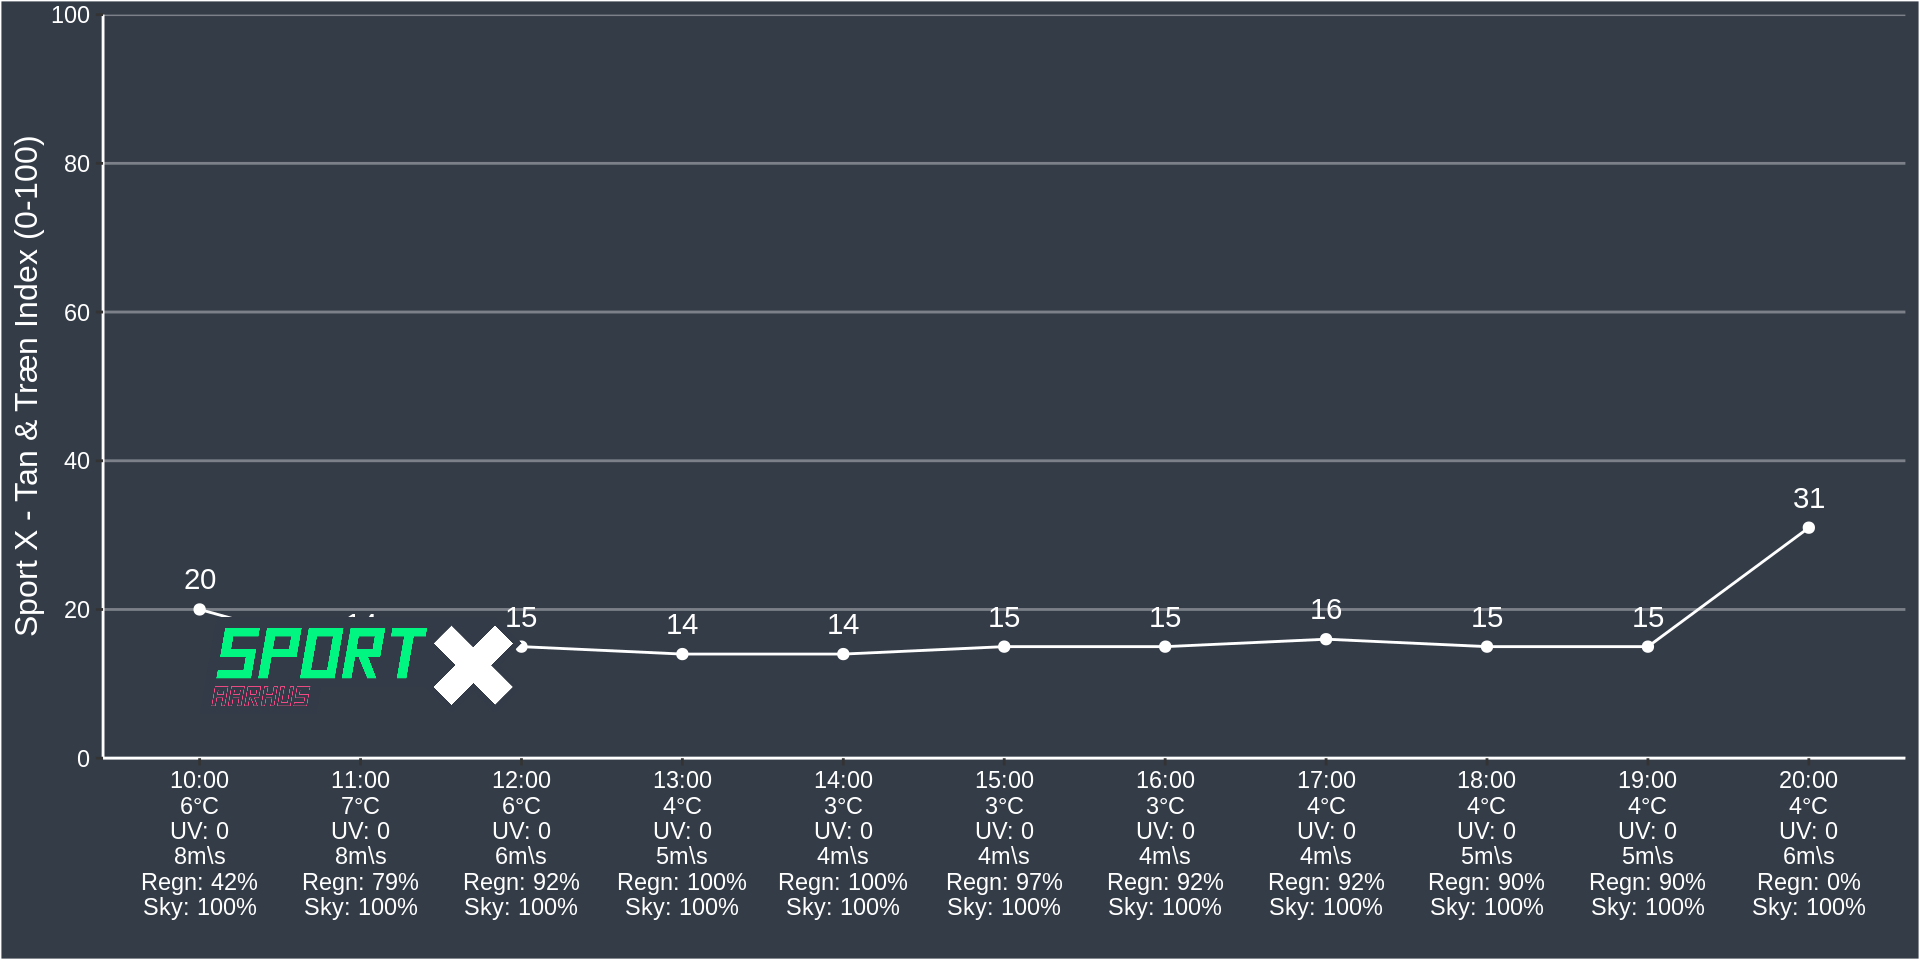 Sport X - Tan & Træn Index (0-100)
100
80
60
40
20
0
20
15
14
14
15
15
16
15
15
31
SPORT X
AARHUS
10:00 11:00 12:00 13:00 14:00 15:00 16:00 17:00 18:00 19:00 20:00
6°C 7°C 6°C 4°C 3°C 3°C 3°C 4°C 4°C 4°C 4°C
UV: 0 UV: 0 UV: 0 UV: 0 UV: 0 UV: 0 UV: 0 UV: 0 UV: 0 UV: 0 UV: 0
8m\s 8m\s 6m\s 5m\s 4m\s 4m\s 4m\s 4m\s 5m\s 5m\s 6m\s
Regn: 42% Regn: 79% Regn: 92% Regn: 100% Regn: 100% Regn: 97% Regn: 92% Regn: 92% Regn: 90% Regn: 90% Regn: 0%
Sky: 100% Sky: 100% Sky: 100% Sky: 100% Sky: 100% Sky: 100% Sky: 100% Sky: 100% Sky: 100% Sky: 100% Sky: 100%